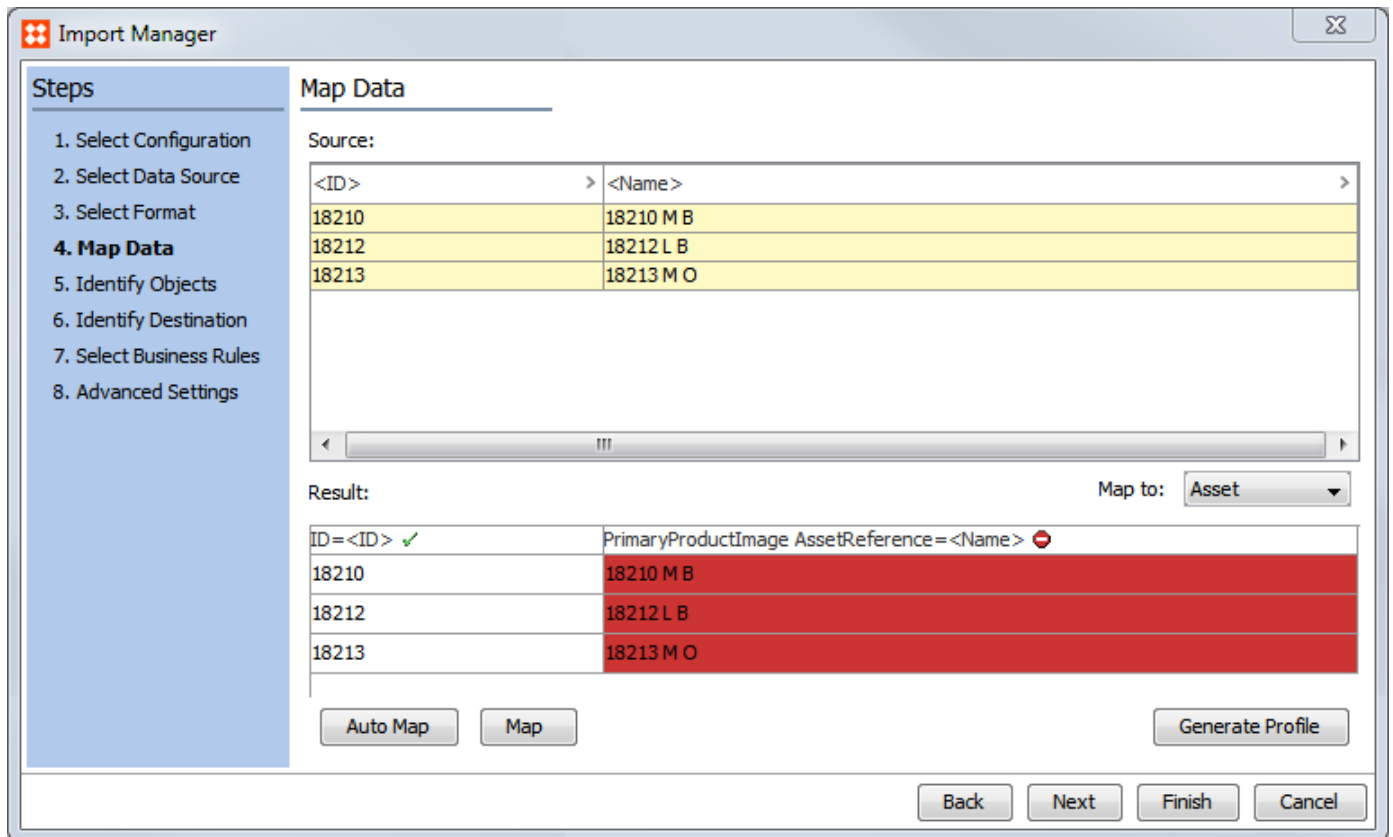 Import Manager
Steps
1. Select Configuration
2. Select Data Source
3. Select Format
4. Map Data
5. Identify Objects
6. Identify Destination
7. Select Business Rules
8. Advanced Settings
Map Data
Source:
<ID> > <Name> >
18210 18210 M B
18212 18212 L B
18213 18213 M O
Result:
Map to: Asset
ID=<ID> PrimaryProductImage AssetReference=<Name>
18210 18210 M B
18212 18212 L B
18213 18213 M O
Auto Map Map Generate Profile
Back Next Finish Cancel